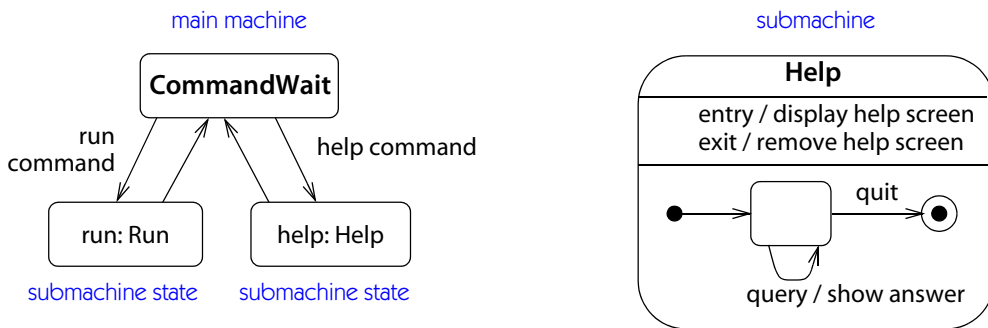 main machine
CommandWait
run
command
help command
run: Run
help: Help
submachine state
submachine state
submachine
Help
entry / display help screen
exit / remove help screen
quit
query / show answer